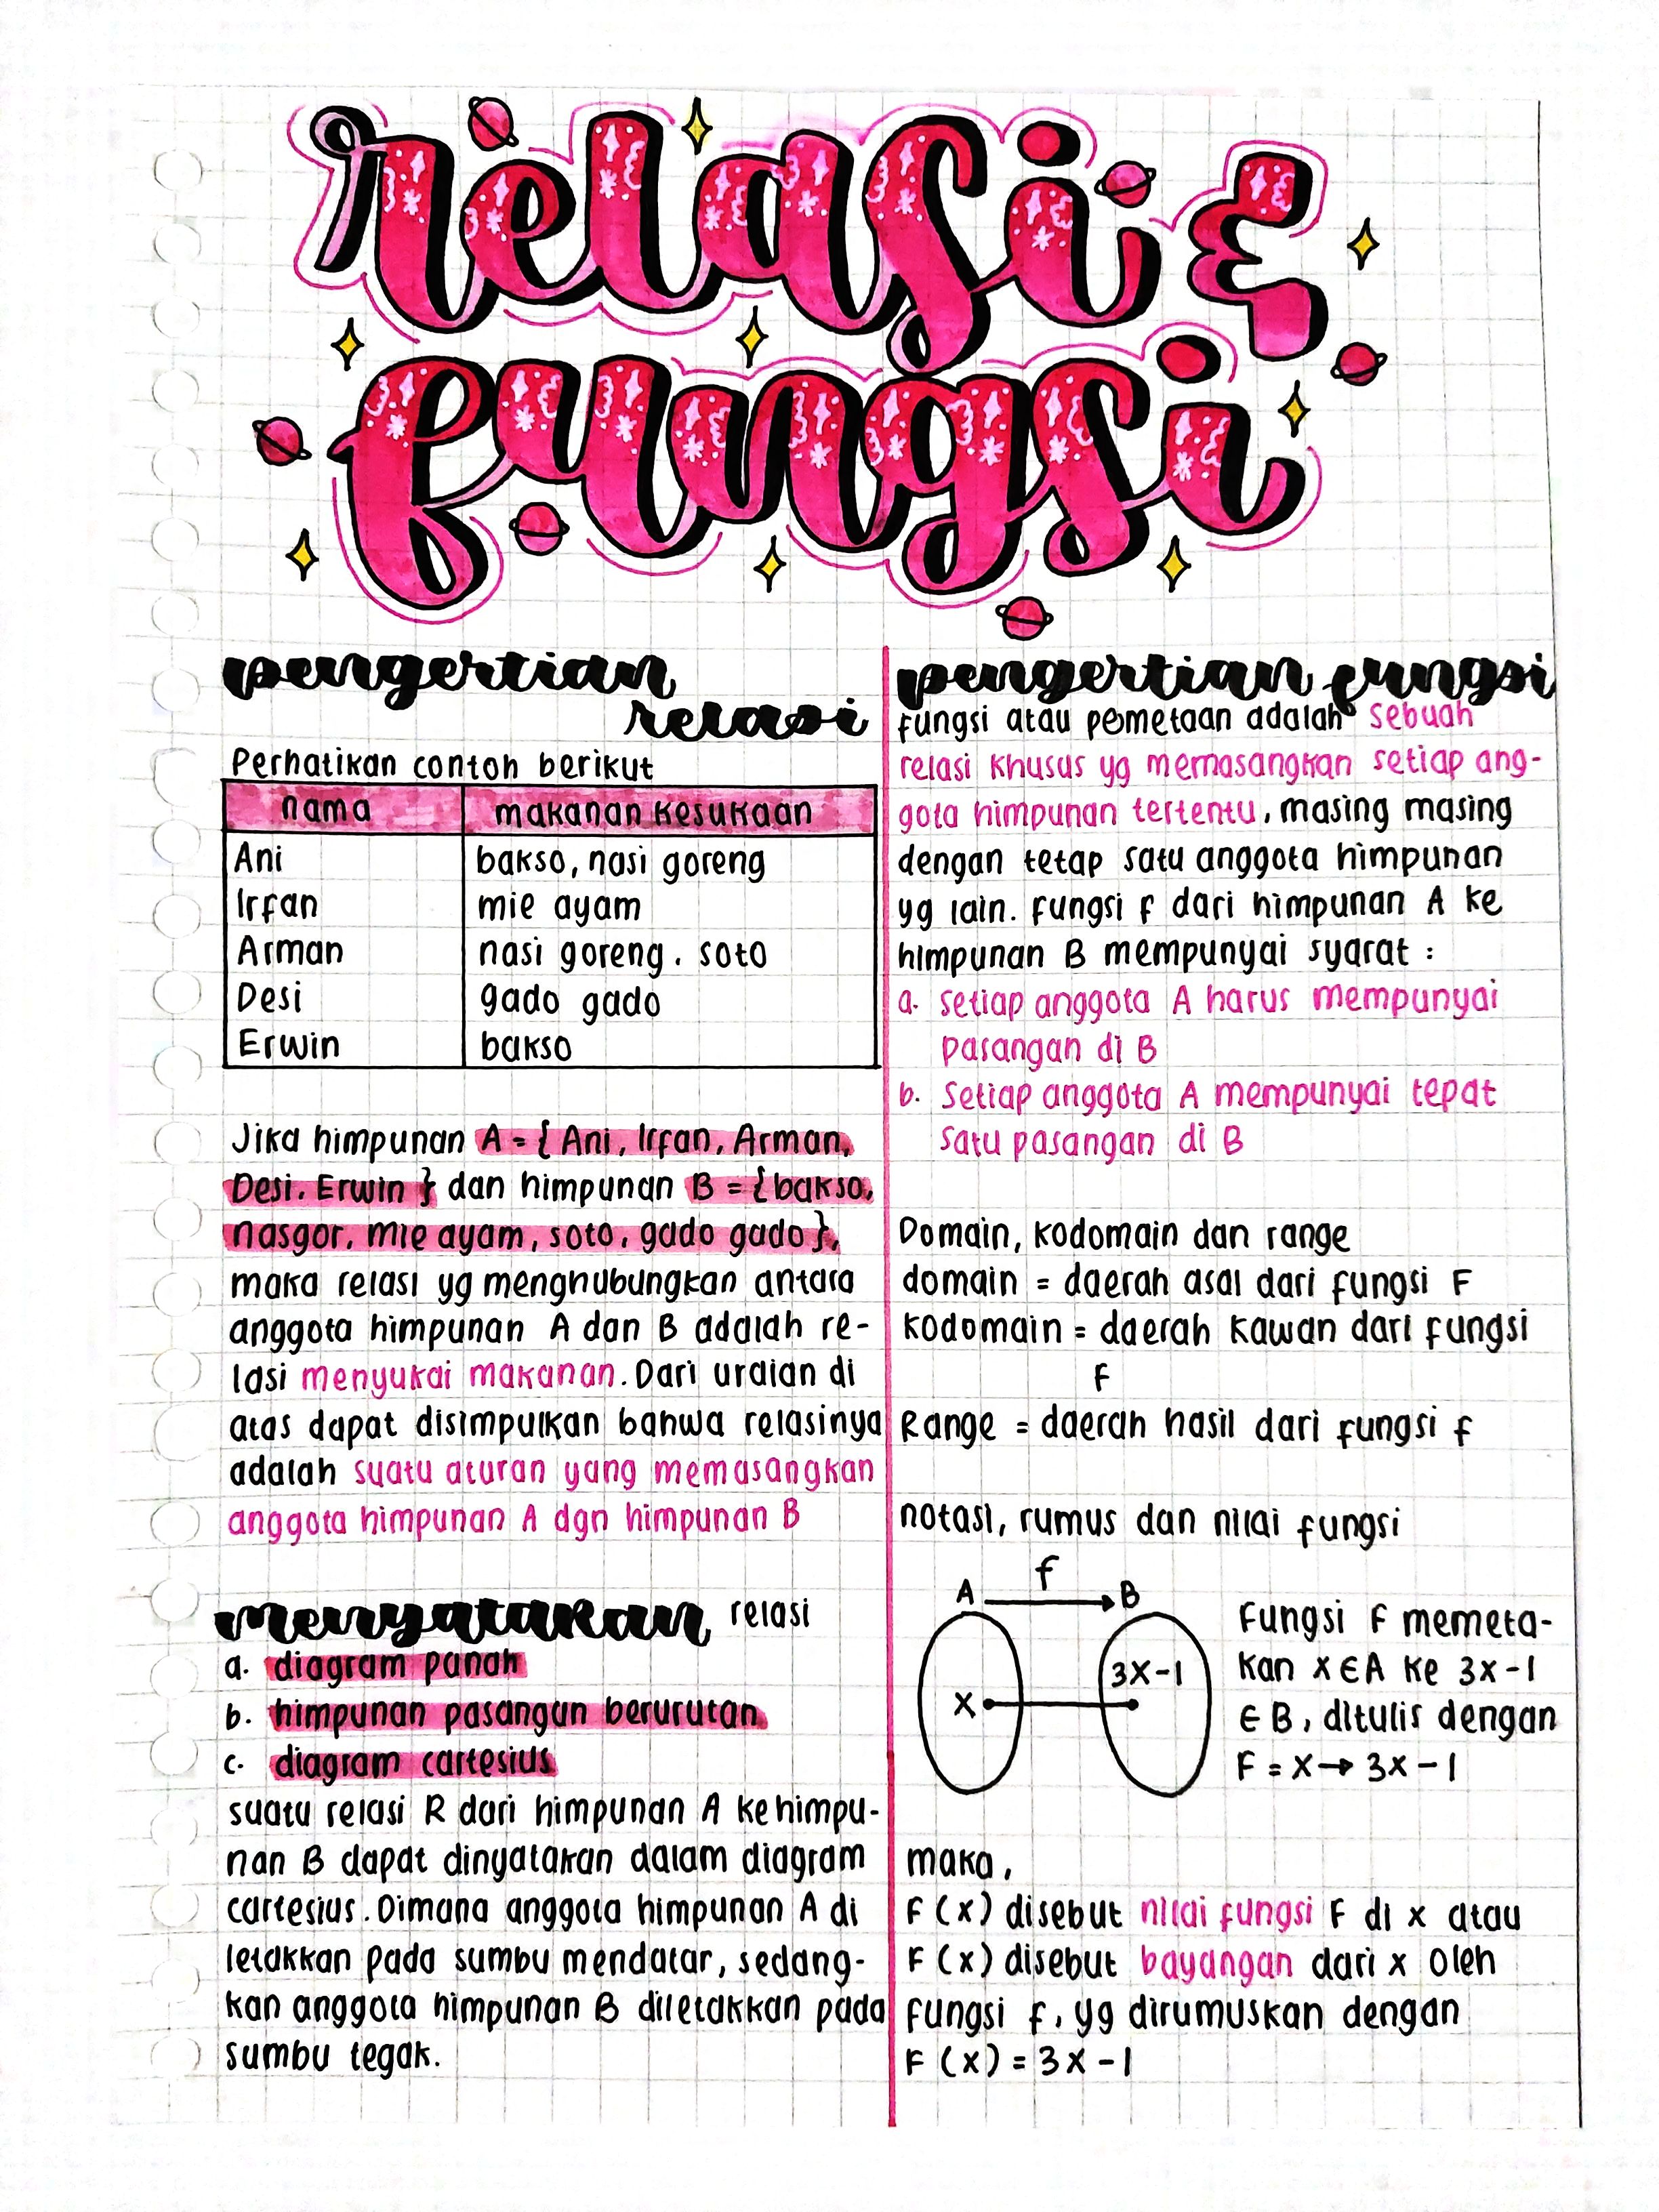 relasi &
fungsi
pengertian
relasi
Perhatikan contoh berikut
nama makanan kesukaan
Ani bakso, nasi goreng
Irfan mie ayam
Arman nasi goreng, soto
Desi gado gado
Erwin bakso
Jika himpunan A = { Ani, Irfan, Arman,
Desi, Erwin } dan himpunan B = {bakso,
nasgor, mie ayam, soto, gado gado},
maka relasi yg menghubungkan antara
anggota himpunan A dan B adalah re-
lasi menyukai makanan. Dari uraian di
atas dapat disimpulkan bahwa relasinya
adalah suatu aturan yang memasangkan
anggota himpunan A dgn himpunan B
menyatakan relasi
a. diagram panah
b. himpunan pasangan berurutan
c. diagram cartesius
suatu relasi R dari himpunan A ke himpu-
nan B dapat dinyatakan dalam diagram
cartesius. Dimana anggota himpunan A di
letakkan pada sumbu mendatar, sedang-
kan anggota himpunan B diletakkan pada
sumbu tegak.
pengertian fungsi
fungsi atau pemetaan adalah sebuah
relasi khusus yg memasangkan setiap ang-
gota himpunan tertentu, masing masing
dengan tetap satu anggota himpunan
yg lain. fungsi f dari himpunan A ke
himpunan B mempunyai syarat :
a. setiap anggota A harus mempunyai
pasangan di B
b. Setiap anggota A mempunyai tepat
satu pasangan di B
Domain, kodomain dan range
domain = daerah asal dari fungsi F
kodomain = daerah kawan dari fungsi
F
Range = daerah hasil dari fungsi f
notasi, rumus dan nilai fungsi
f
A B
3x-1
x
Fungsi F memeta-
kan x∈A ke 3x-1
∈ B, ditulis dengan
F = x → 3x - 1
maka,
F (x) disebut nilai fungsi F di x atau
F (x) disebut bayangan dari x oleh
fungsi f, yg dirumuskan dengan
F (x) = 3x - 1